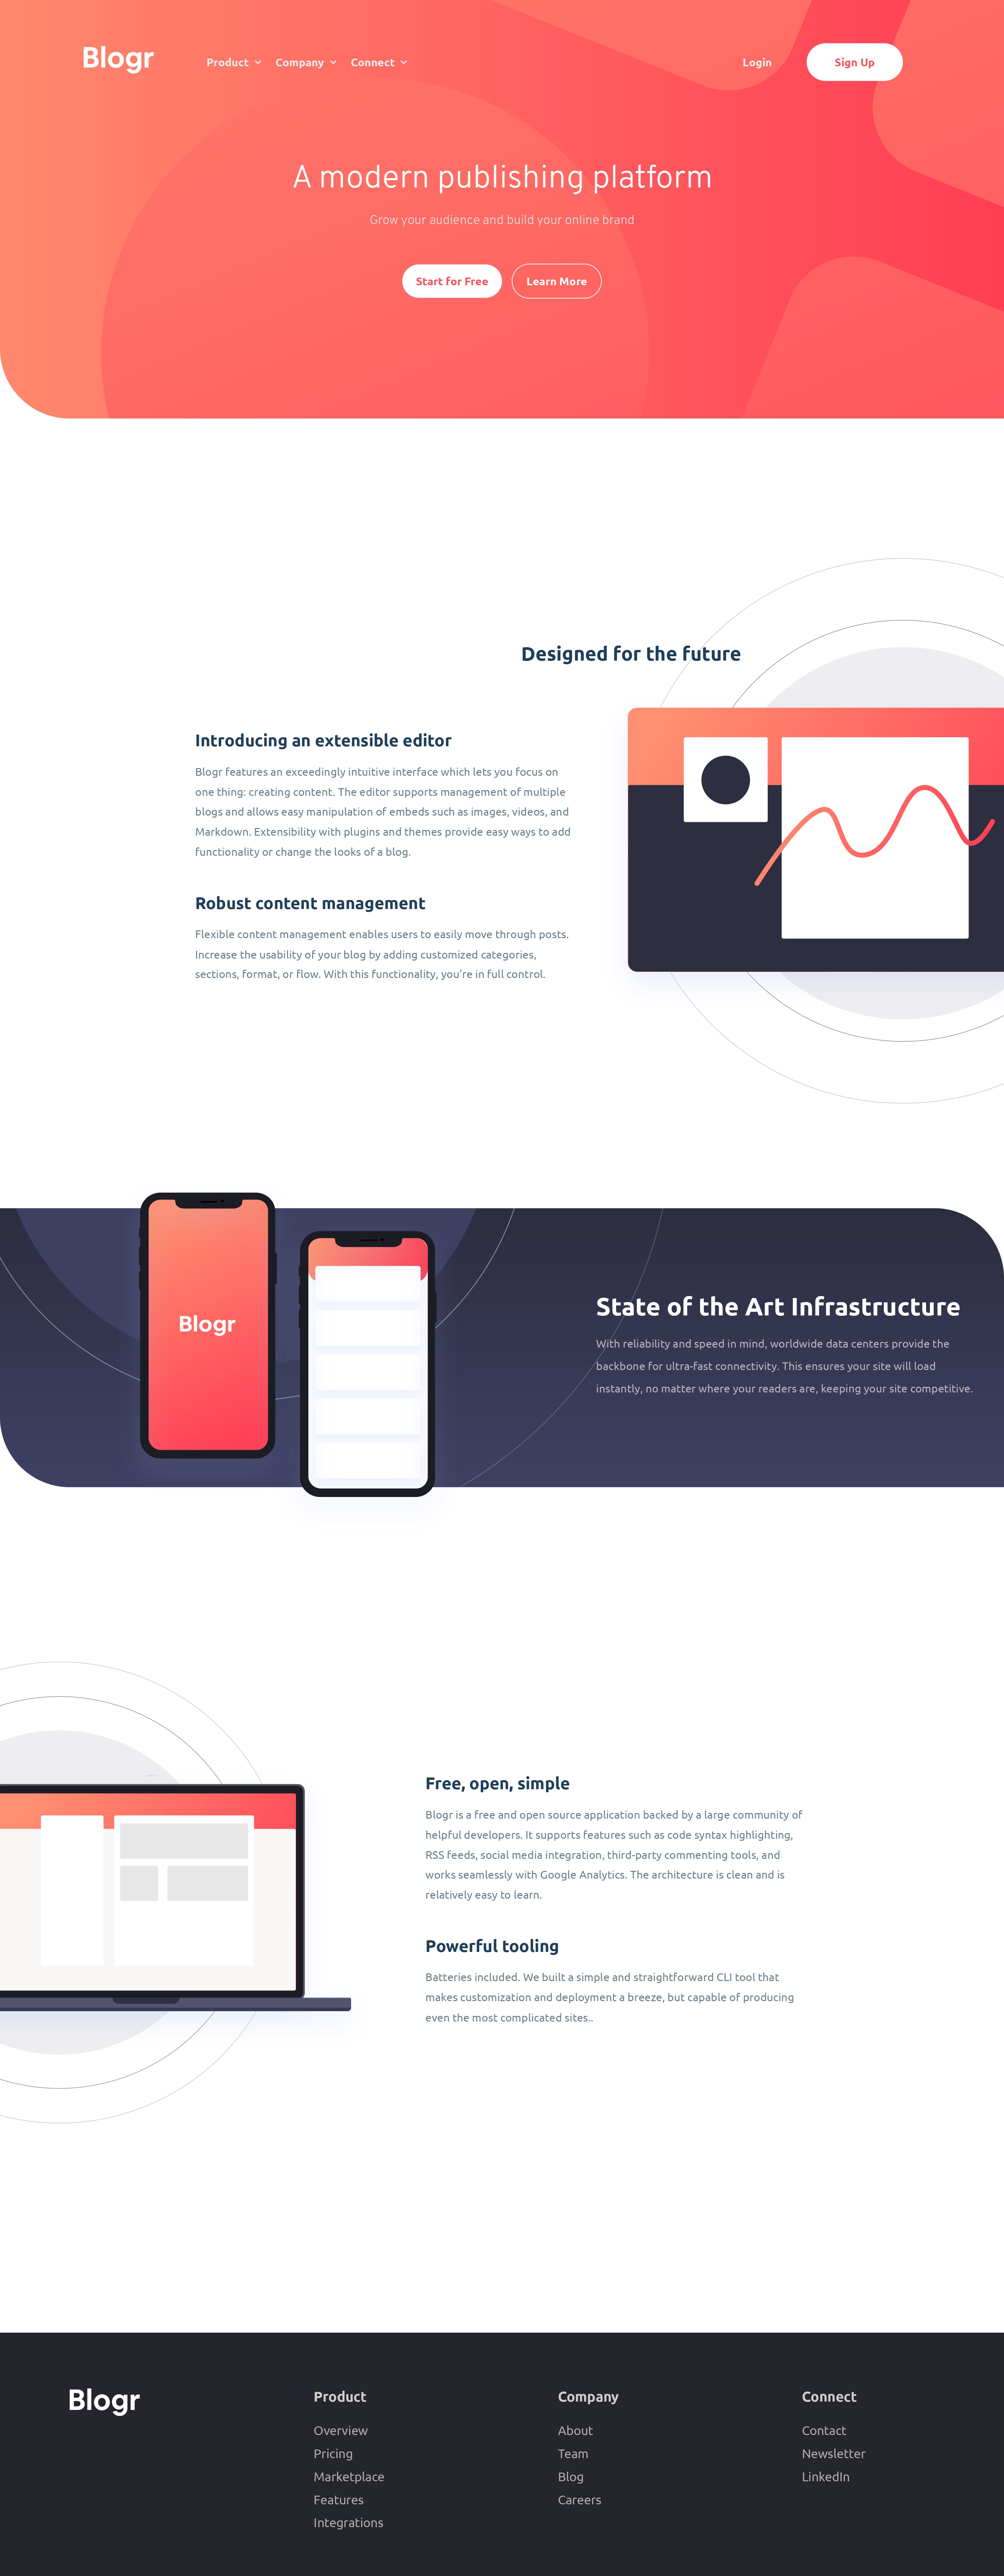 Blogr
Product
Company
Connect
Login
Sign Up
A modern publishing platform
Grow your audience and build your online brand
Start for Free
Learn More
Designed for the future
Introducing an extensible editor
Blogr features an exceedingly intuitive interface which lets you focus on
one thing: creating content. The editor supports management of multiple
blogs and allows easy manipulation of embeds such as images, videos, and
Markdown. Extensibility with plugins and themes provide easy ways to add
functionality or change the looks of a blog.
Robust content management
Flexible content management enables users to easily move through posts.
Increase the usability of your blog by adding customized categories,
sections, format, or flow. With this functionality, you're in full control.
Blogr
State of the Art Infrastructure
With reliability and speed in mind, worldwide data centers provide the
backbone for ultra-fast connectivity. This ensures your site will load
instantly, no matter where your readers are, keeping your site competitive.
Free, open, simple
Blogr is a free and open source application backed by a large community of
helpful developers. It supports features such as code syntax highlighting,
RSS feeds, social media integration, third-party commenting tools, and
works seamlessly with Google Analytics. The architecture is clean and is
relatively easy to learn.
Powerful tooling
Batteries included. We built a simple and straightforward CLI tool that
makes customization and deployment a breeze, but capable of producing
even the most complicated sites..
Blogr
Product
Overview
Pricing
Marketplace
Features
Integrations
Company
About
Team
Blog
Careers
Connect
Contact
Newsletter
LinkedIn